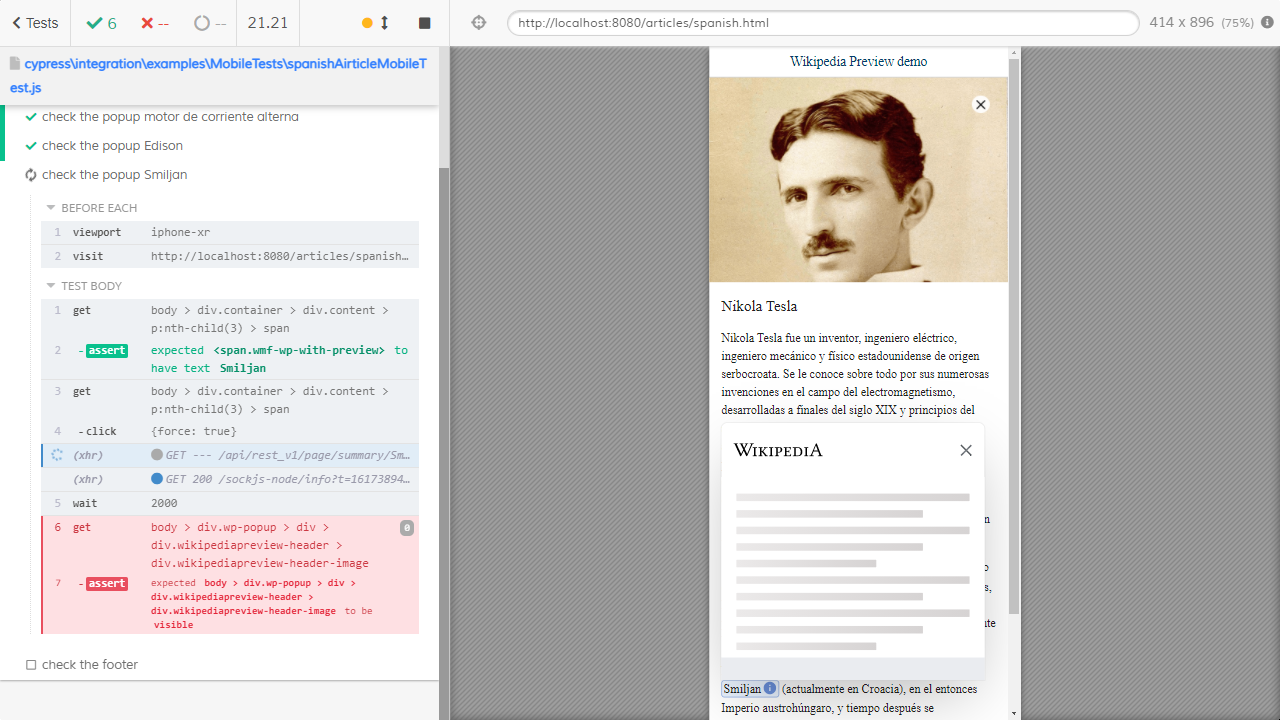 Tests
6
--
--
21.21
http://localhost:8080/articles/spanish.html
414 x 896 (75%)
cypress\integration\examples\MobileTests\spanishAirticleMobileT
est.js
check the popup motor de corriente alterna
check the popup Edison
check the popup Smiljan
BEFORE EACH
1 viewport iphone-xr
2 visit http://localhost:8080/articles/spanish…
TEST BODY
1 get body > div.container > div.content >
p:nth-child(3) > span
2 -assert expected <span.wmf-wp-with-preview> to
have text Smiljan
3 get body > div.container > div.content >
p:nth-child(3) > span
4 -click {force: true}
(xhr) GET --- /api/rest_v1/page/summary/Sm…
(xhr) GET 200 /sockjs-node/info?t=16173894…
5 wait 2000
6 get body > div.wp-popup > div > 0
div.wikipediapreview-header >
div.wikipediapreview-header-image
7 -assert expected body > div.wp-popup > div >
div.wikipediapreview-header >
div.wikipediapreview-header-image to be
visible
check the footer
Wikipedia Preview demo
Nikola Tesla
Nikola Tesla fue un inventor, ingeniero eléctrico,
ingeniero mecánico y físico estadounidense de origen
serbocroata. Se le conoce sobre todo por sus numerosas
invenciones en el campo del electromagnetismo,
desarrolladas a finales del siglo XIX y principios del
WIKIPEDIA
Smiljan (actualmente en Croacia), en el entonces
Imperio austrohúngaro, y tiempo después se